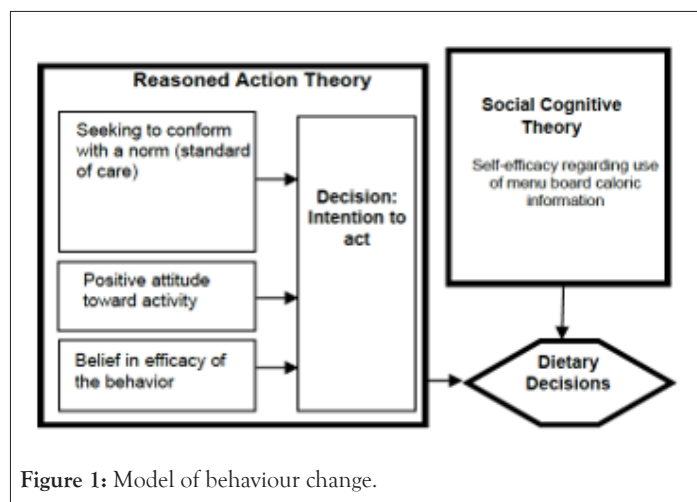 Reasoned Action Theory
Seeking to conform
with a norm (standard
of care)
Positive attitude
toward activity
Belief in efficacy of
the behavior
Decision:
Intention to
act
Social Cognitive
Theory
Self-efficacy regarding use
of menu board caloric
information
Dietary
Decisions
Figure 1: Model of behaviour change.